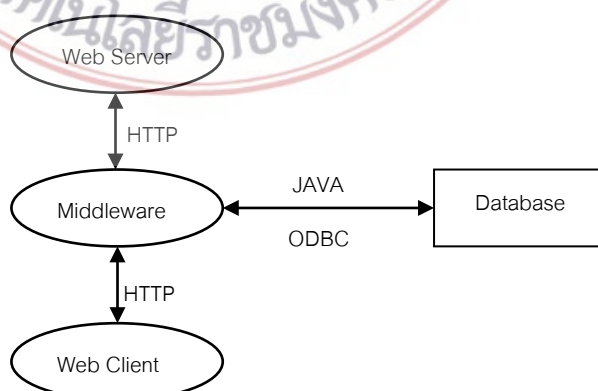 Web Server
HTTP
Middleware
JAVA
ODBC
Database
HTTP
Web Client